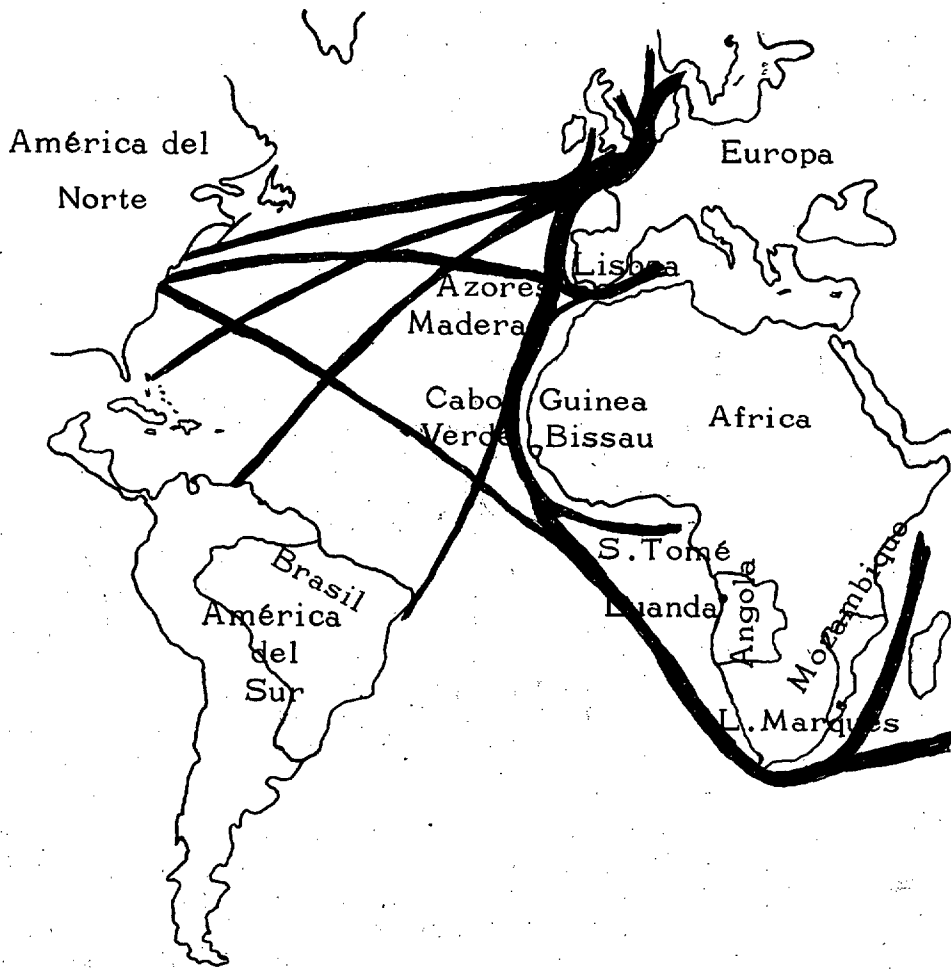 América del
Norte
Europa
Lisboa
Azores
Madera
Cabo
Verde
Guinea
Bissau
Africa
S.Tomé
Luanda
Angola
Mozambique
L.Marques
Brasil
América
del
Sur